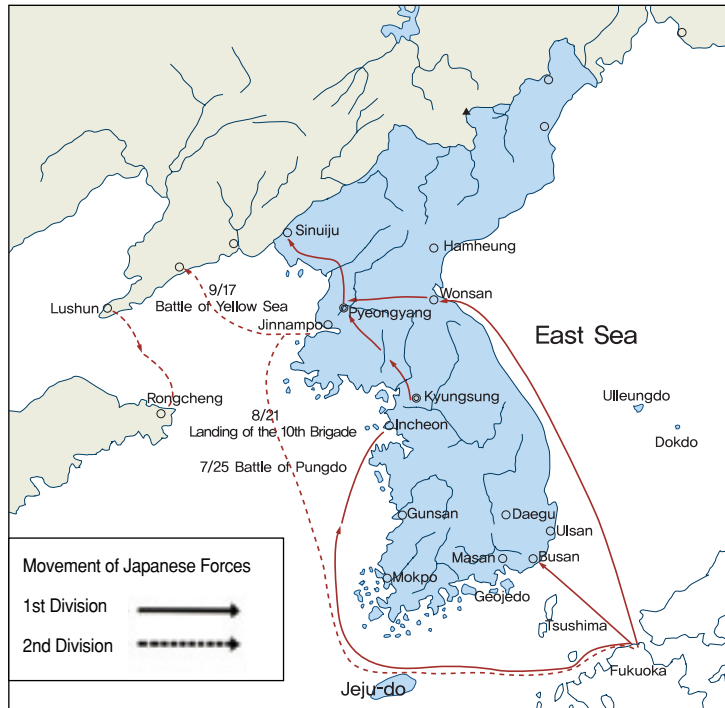 Sinuiju
Hamheung
9/17
Battle of Yellow Sea
Lushun
Wonsan
Pyeongyang
Jinnampo
East Sea
Rongcheng
Kyungsung
Ulleungdo
8/21
Landing of the 10th Brigade
Incheon
Dokdo
7/25 Battle of Pungdo
Gunsan
Daegu
Ulsan
Masan
Busan
Mokpo
Geojedo
Tsushima
Fukuoka
Jeju-do
Movement of Japanese Forces
1st Division
2nd Division